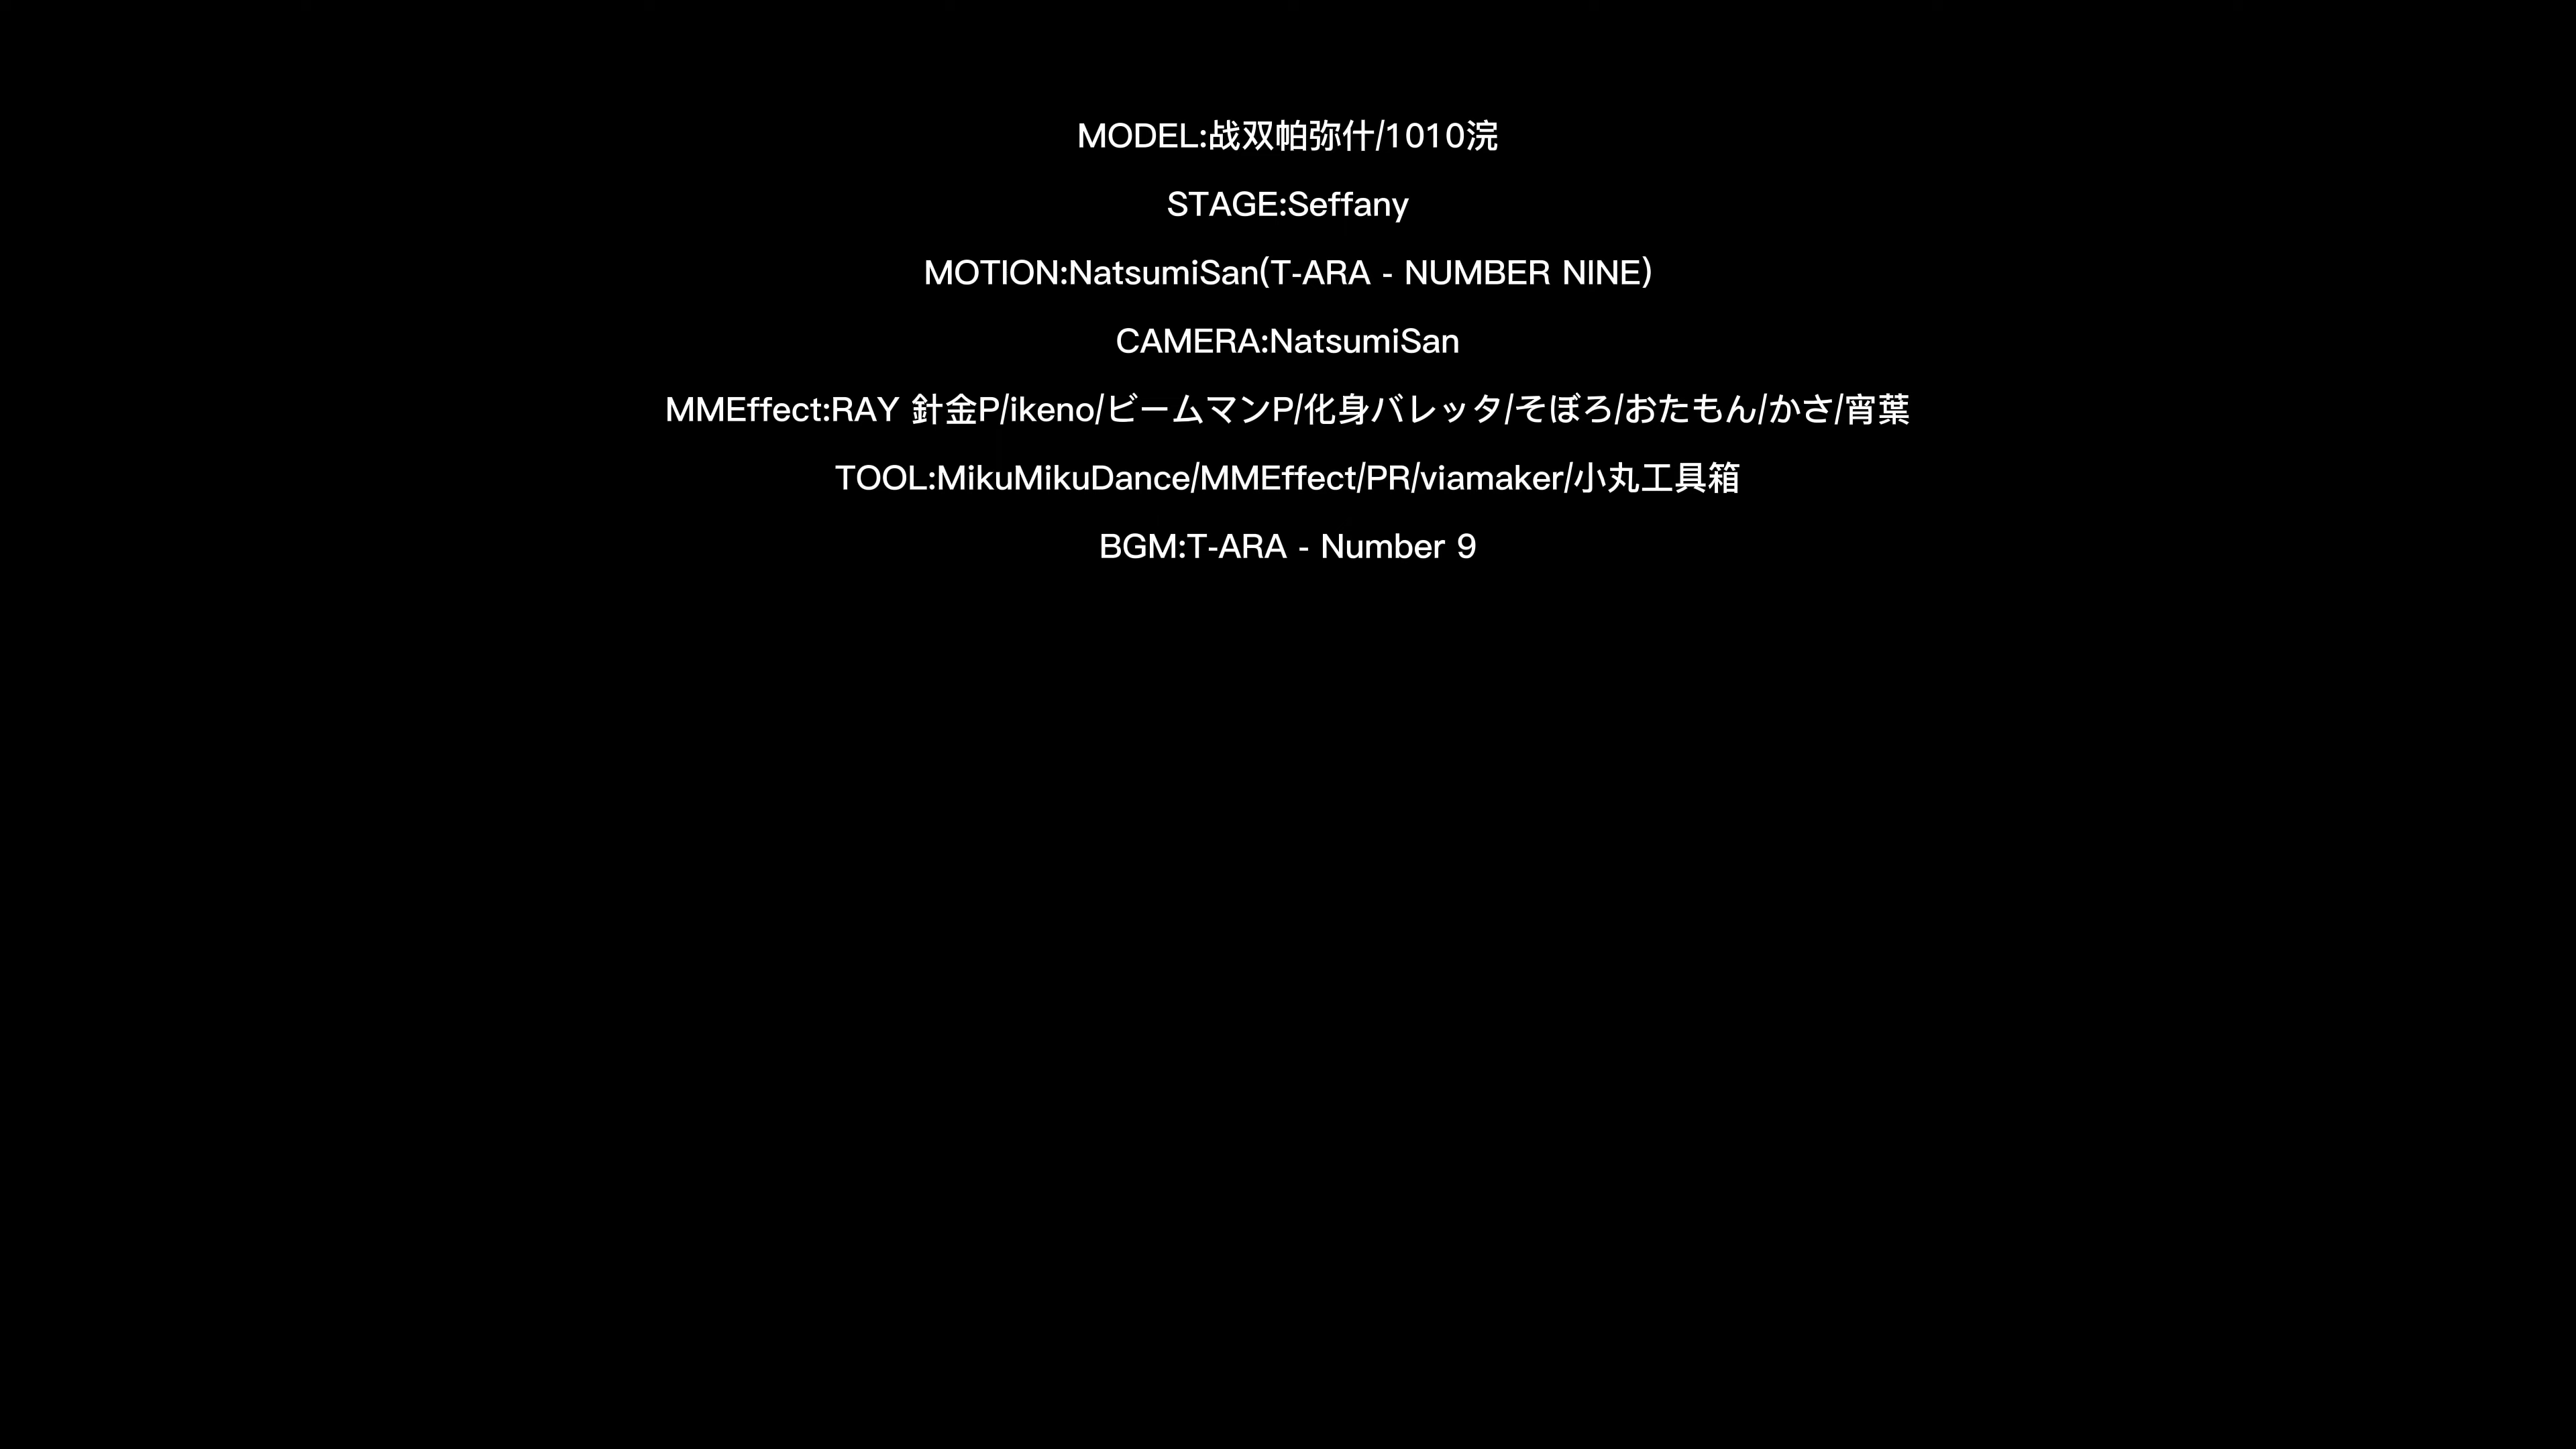 MODEL:战双帕弥什/1010浣
STAGE:Seffany
MOTION:NatsumiSan(T-ARA - NUMBER NINE)
CAMERA:NatsumiSan
MMEffect:RAY 針金P/ikeno/ビームマンP/化身バレッタ/そぼろ/おたもん/かさ/宵葉
TOOL:MikuMikuDance/MMEffect/PR/viamaker/小丸工具箱
BGM:T-ARA - Number 9